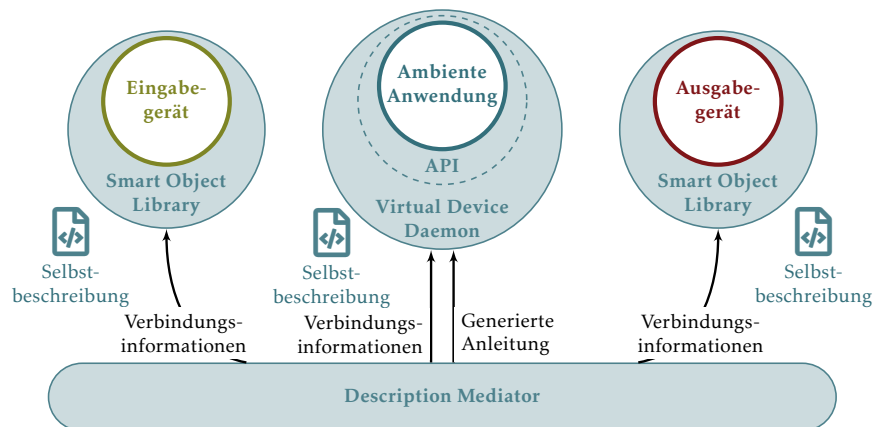 Eingabe-
gerät
Smart Object
Library
Ambiente
Anwendung
API
Virtual Device
Daemon
Ausgabe-
gerät
Smart Object
Library
</>
Selbst-
beschreibung
</>
Selbst-
beschreibung
</>
Selbst-
beschreibung
Verbindungs-
informationen
Verbindungs-
informationen
Generierte
Anleitung
Verbindungs-
informationen
Description Mediator